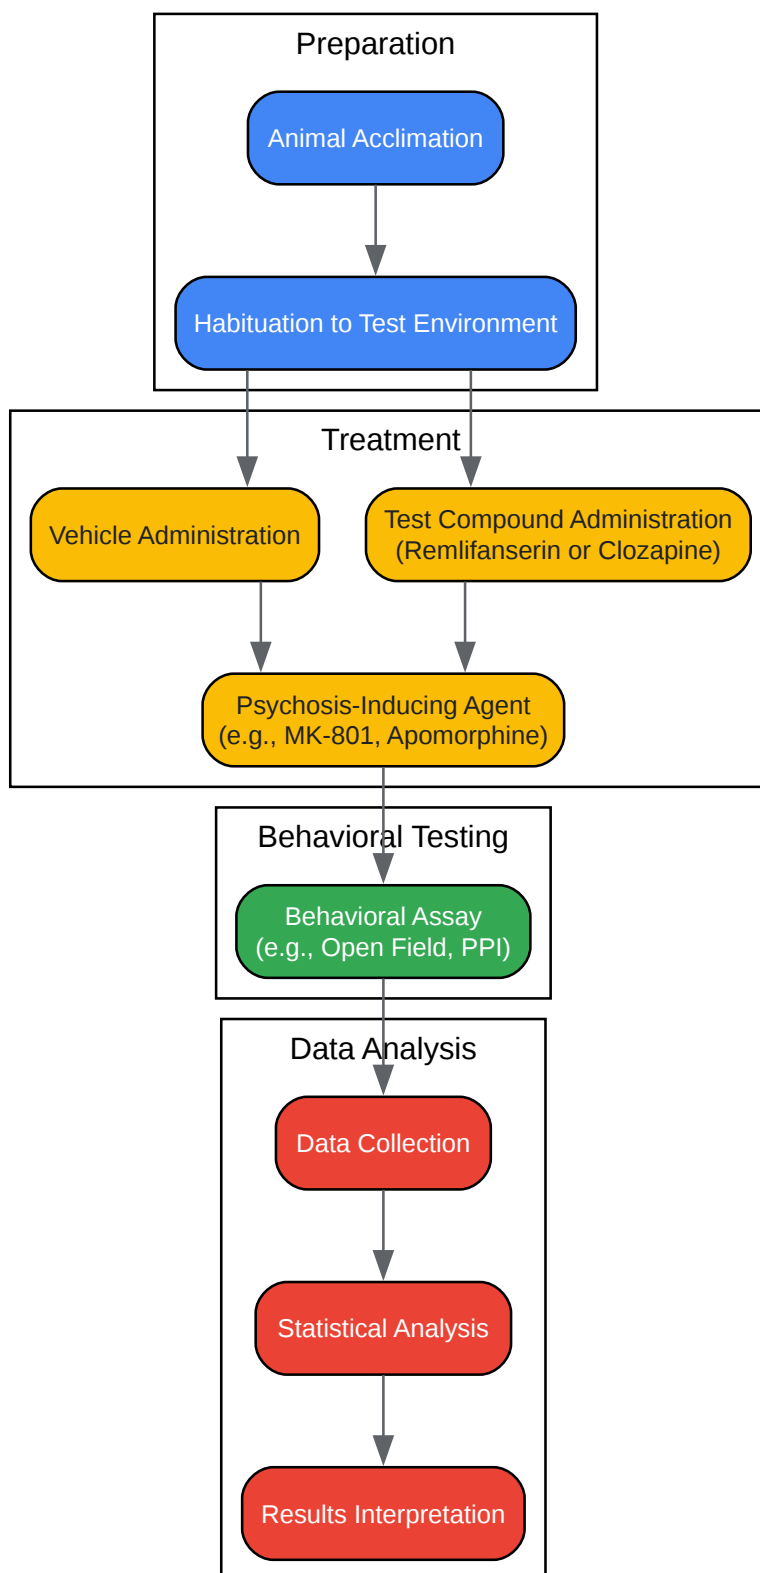 Preparation
Animal Acclimation
Habituation to Test Environment
Treatment
Vehicle Administration
Test Compound Administration
(Remlifanserin or Clozapine)
Psychosis-Inducing Agent
(e.g., MK-801, Apomorphine)
Behavioral Testing
Behavioral Assay
(e.g., Open Field, PPI)
Data Analysis
Data Collection
Statistical Analysis
Results Interpretation